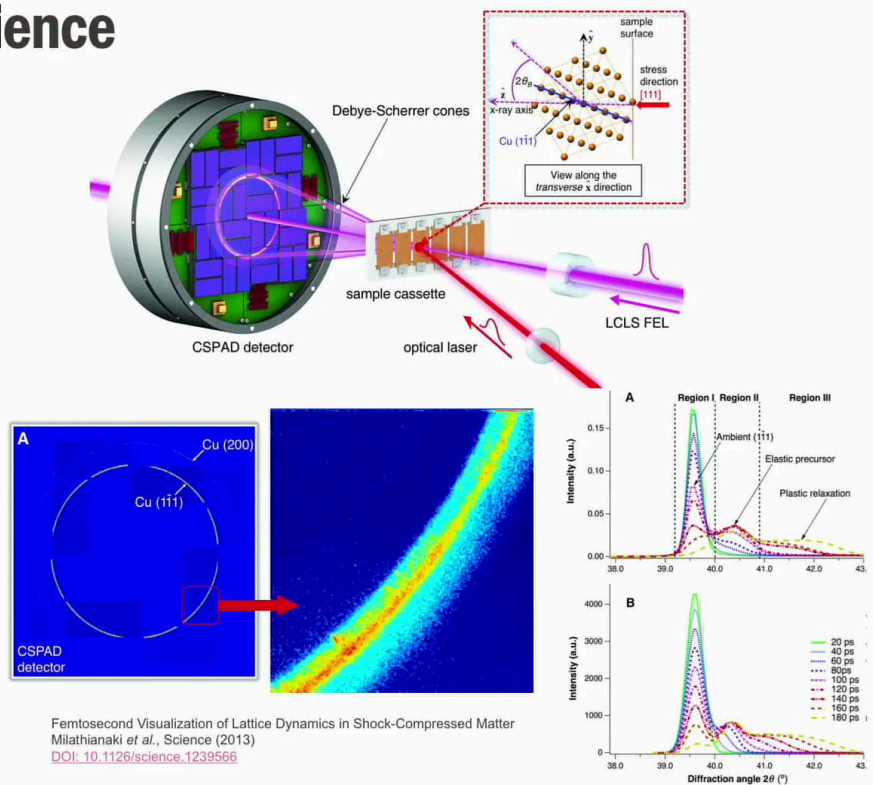 ience
sample
surface
ŷ
2θB
ẑ
stress
direction
[111]
x-ray axis
Cu (11̄1)
View along the
transverse x̂ direction
Debye-Scherrer cones
sample cassette
LCLS FEL
CSPAD detector
optical laser
A
Cu (200)
Cu (11̄1)
CSPAD
detector
A
Region I
Region II
Region III
Ambient (111)
Elastic precursor
Plastic relaxation
Intensity (a.u.)
0.15
0.10
0.05
0.00
38.0
39.0
40.0
41.0
42.0
43.
B
Intensity (a.u.)
4000
3000
2000
1000
0
20 ps
40 ps
60 ps
80ps
100 ps
120 ps
140 ps
160 ps
180 ps
38.0
39.0
40.0
41.0
42.0
43.
Diffraction angle 2θ (°)
Femtosecond Visualization of Lattice Dynamics in Shock-Compressed Matter
Milathianaki et al., Science (2013)
DOI: 10.1126/science.1239566